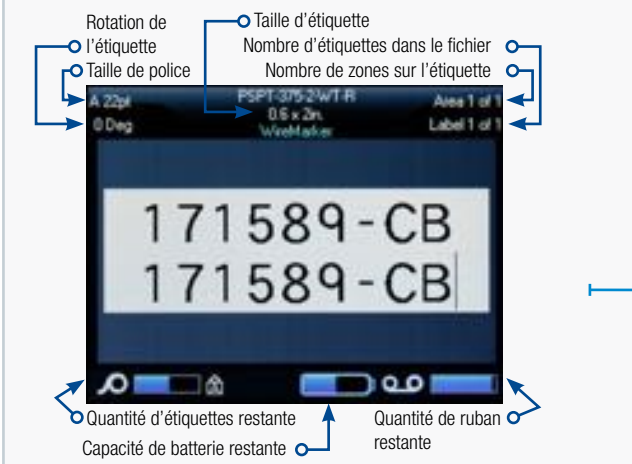 Rotation de
l'étiquette
Taille de police
Taille d'étiquette
Nombre d'étiquettes dans le fichier
Nombre de zones sur l'étiquette
A 22pt
0 Deg
PSPT-375-2-WT-R
0.6 x 2in.
WireMarker
Area 1 of 1
Label 1 of 1
171589-CB
171589-CB
Quantité d'étiquettes restante
Capacité de batterie restante
Quantité de ruban
restante